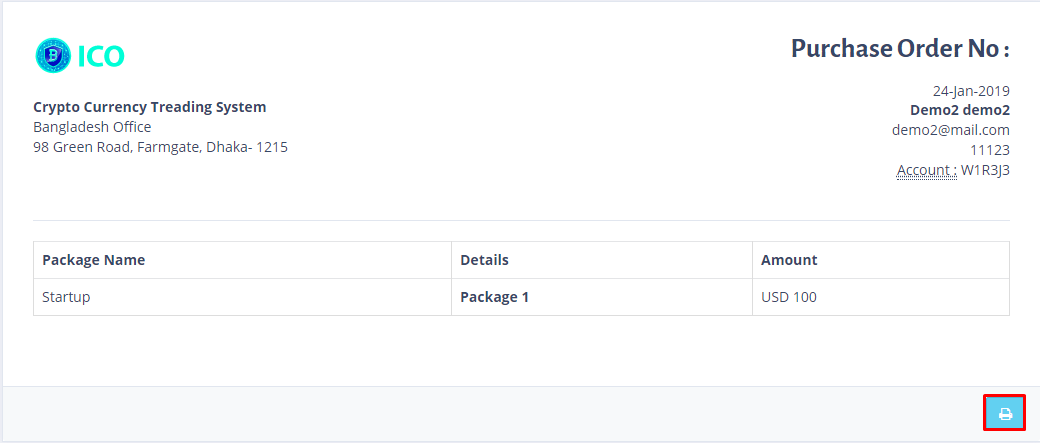 ICO
Purchase Order No :
24-Jan-2019
Crypto Currency Treading System
Demo2 demo2
Bangladesh Office
demo2@mail.com
98 Green Road, Farmgate, Dhaka- 1215
11123
Account : W1R3J3
Package Name Details Amount
Startup Package 1 USD 100